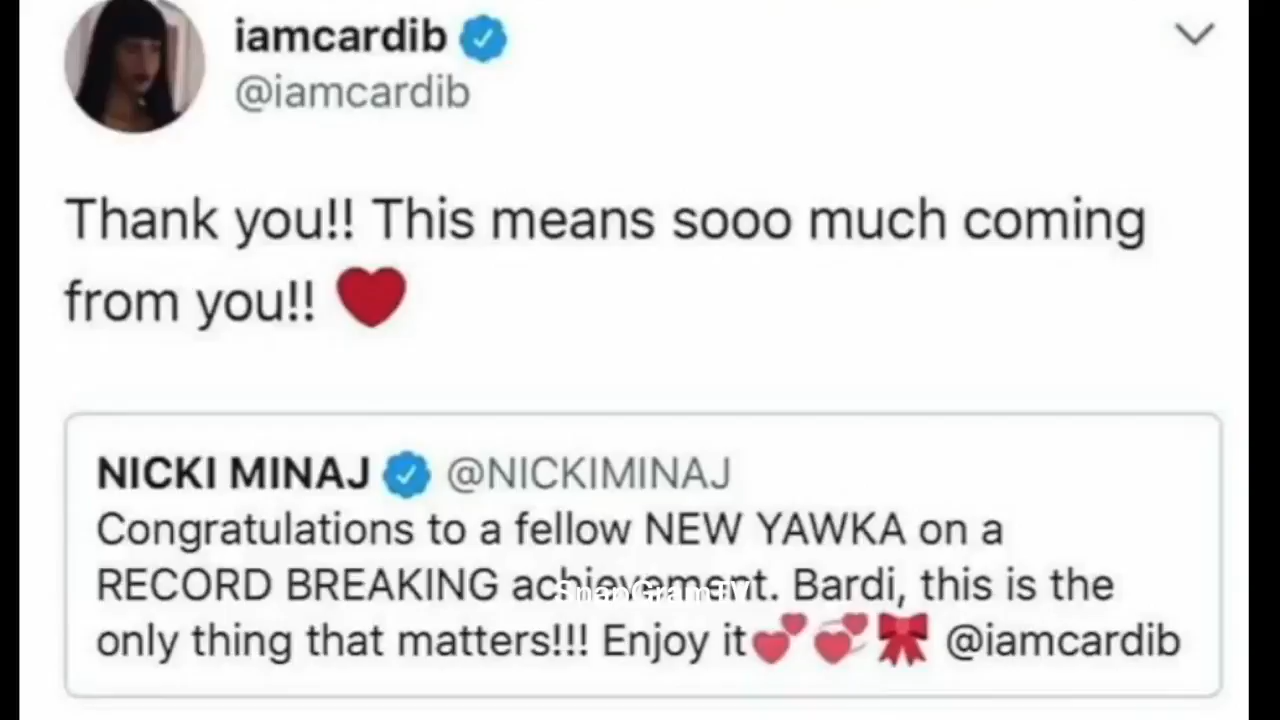 iamcardib
@iamcardib
Thank you!! This means sooo much coming
from you!! ❤️
NICKI MINAJ @NICKIMINAJ
Congratulations to a fellow NEW YAWKA on a
RECORD BREAKING achievement. Bardi, this is the
SnapGramTV
only thing that matters!!! Enjoy it💕💞🎀 @iamcardib